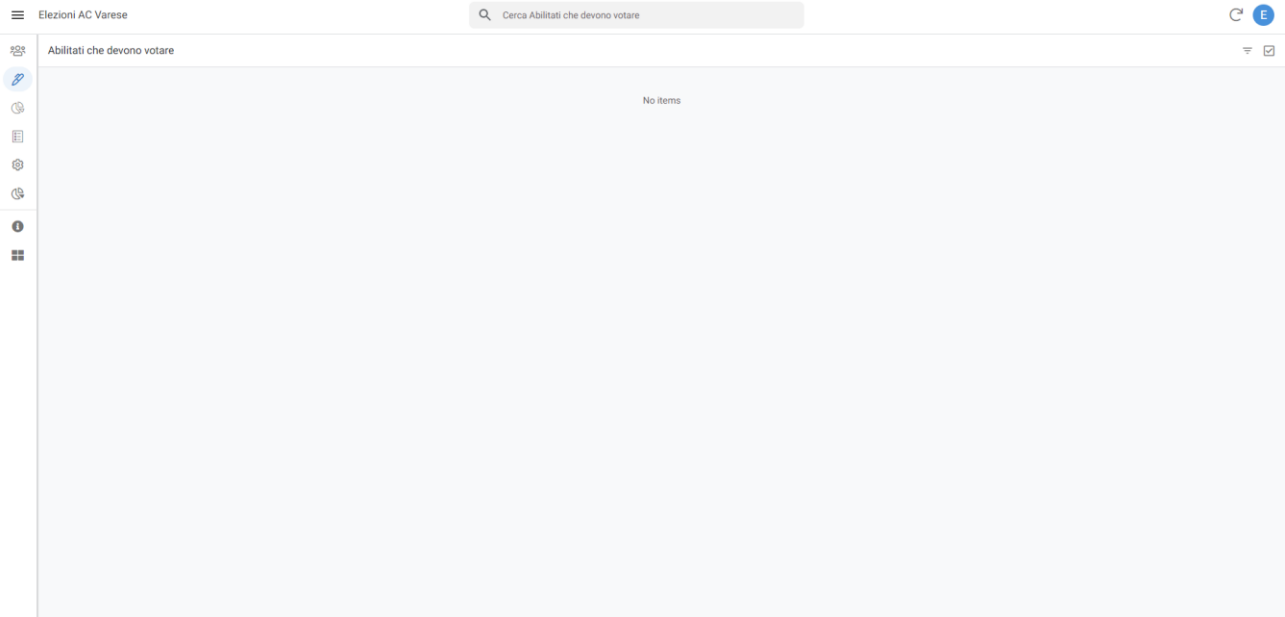 Elezioni AC Varese
Cerca Abilitati che devono votare
E
Abilitati che devono votare
No items